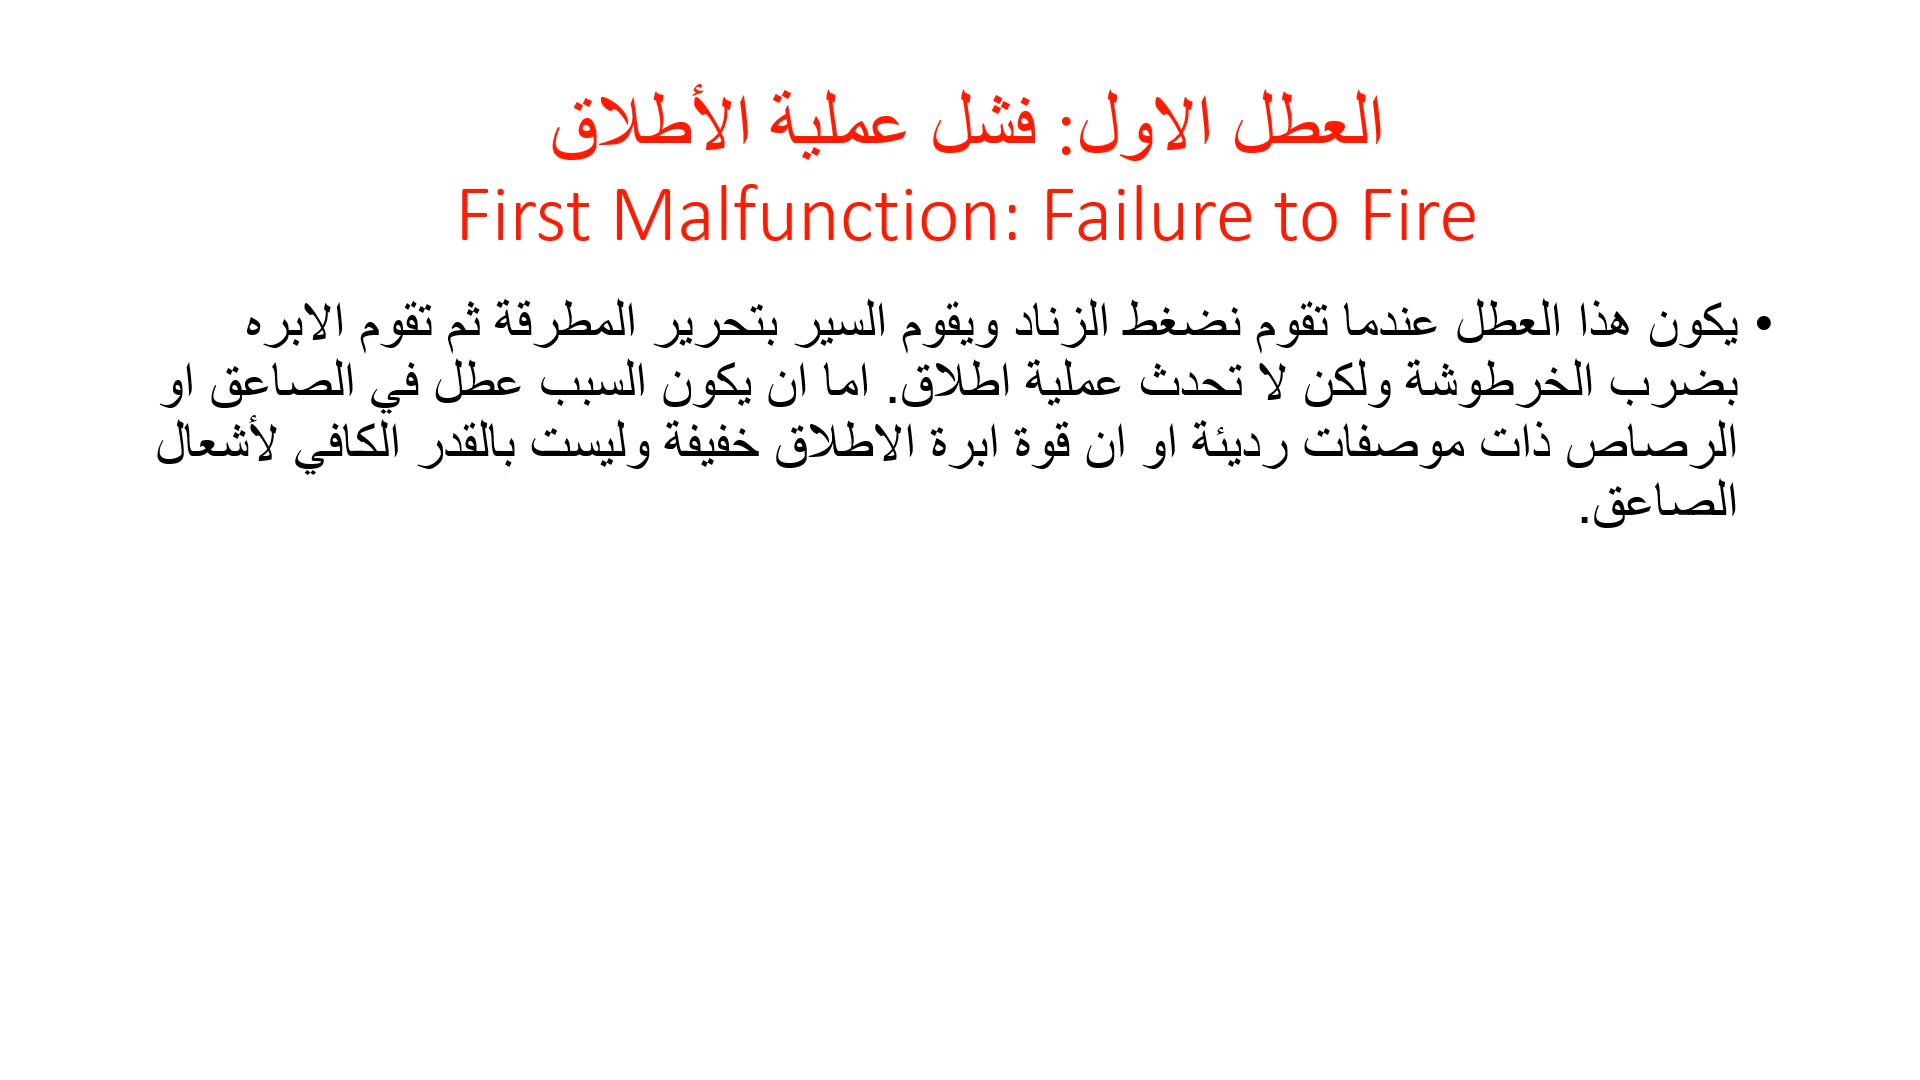 العطل الاول: فشل عملية الأطلاق
First Malfunction: Failure to Fire
• يكون هذا العطل عندما تقوم نضغط الزناد ويقوم السير بتحرير المطرقة ثم تقوم الابره
بضرب الخرطوشة ولكن لا تحدث عملية اطلاق. اما ان يكون السبب عطل في الصاعق او
الرصاص ذات موصفات رديئة او ان قوة ابرة الاطلاق خفيفة وليست بالقدر الكافي لأشعال
الصاعق.